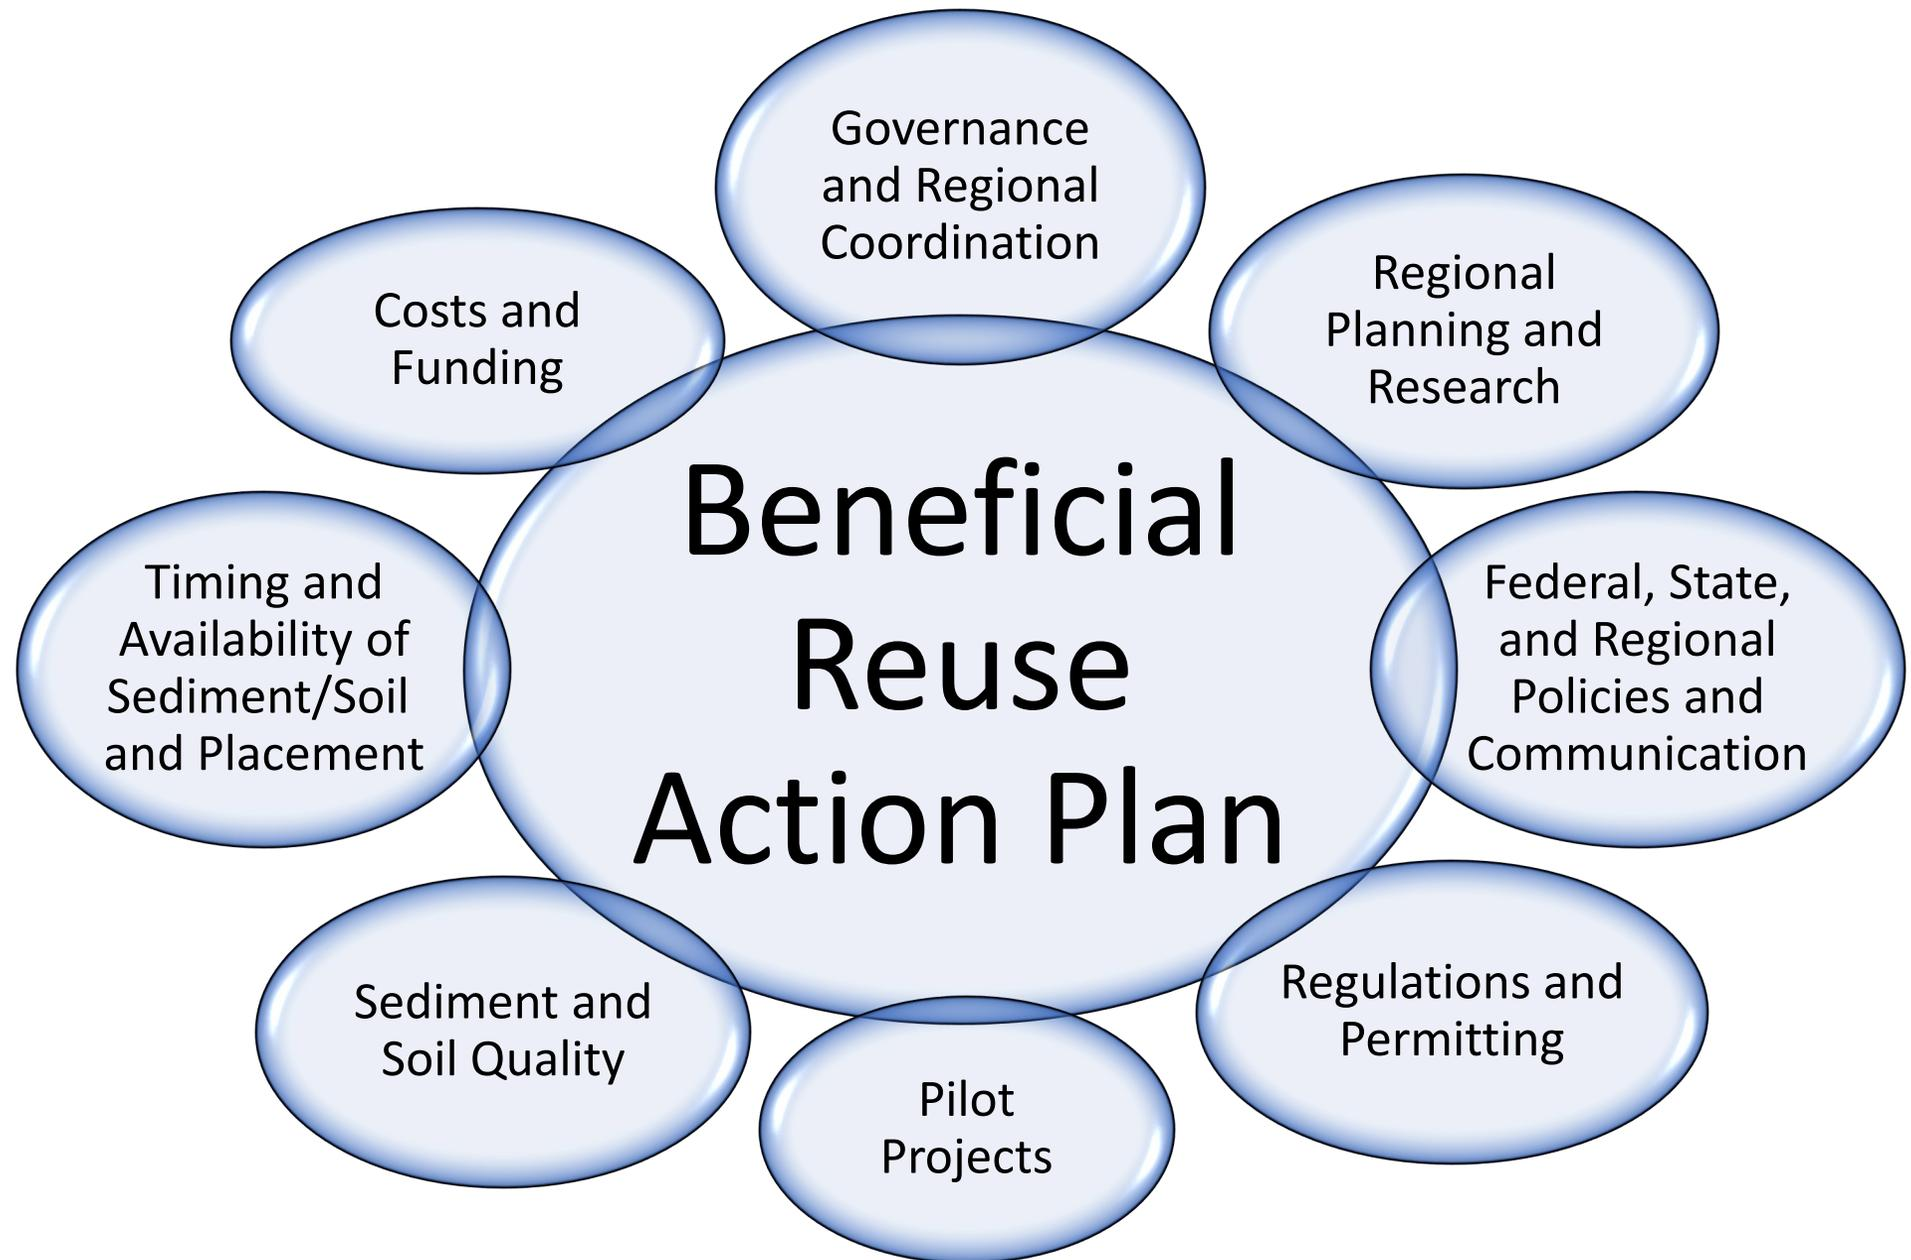 Governance
and Regional
Coordination
Regional
Planning and
Research
Federal, State,
and Regional
Policies and
Communication
Regulations and
Permitting
Pilot
Projects
Sediment and
Soil Quality
Timing and
Availability of
Sediment/Soil
and Placement
Costs and
Funding
Beneficial
Reuse
Action Plan